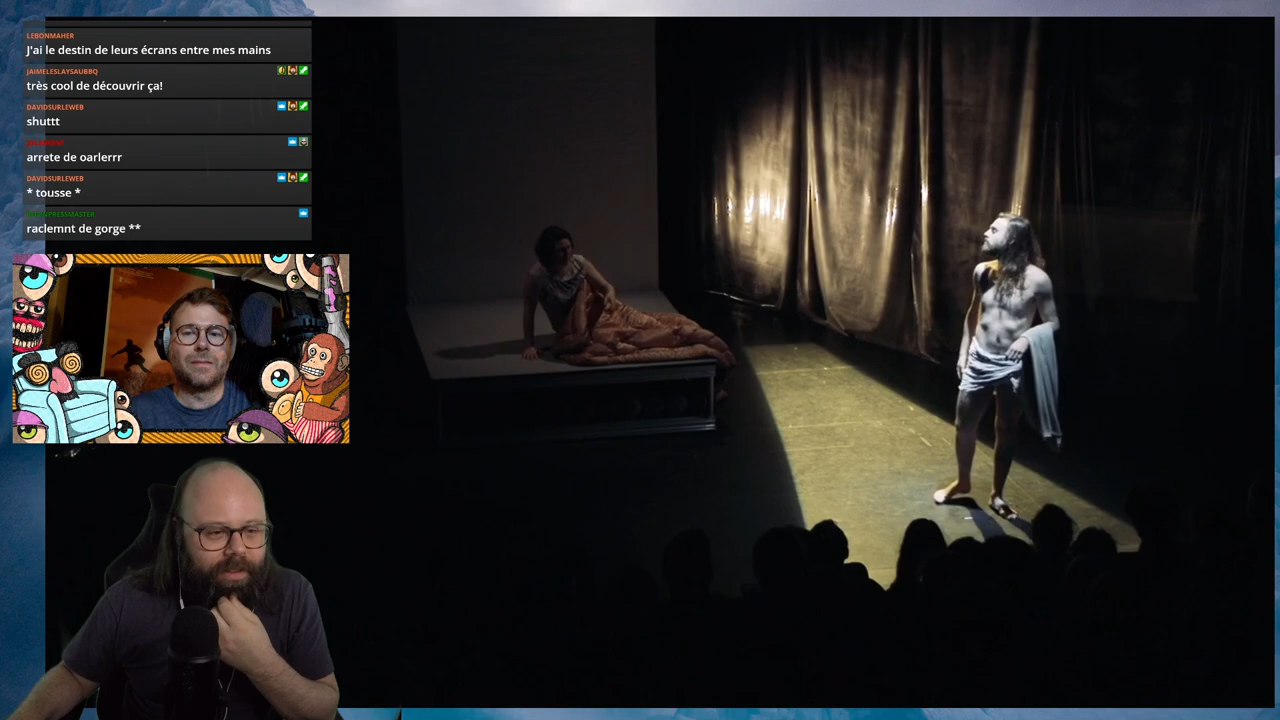 LEBONMAHER
J'ai le destin de leurs écrans entre mes mains
JAIMELESLAYSAUBBQ
très cool de découvrir ça!
DAVIDSURLEWEB
shuttt
arrete de oarlerrr
DAVIDSURLEWEB
* tousse *
raclemnt de gorge **